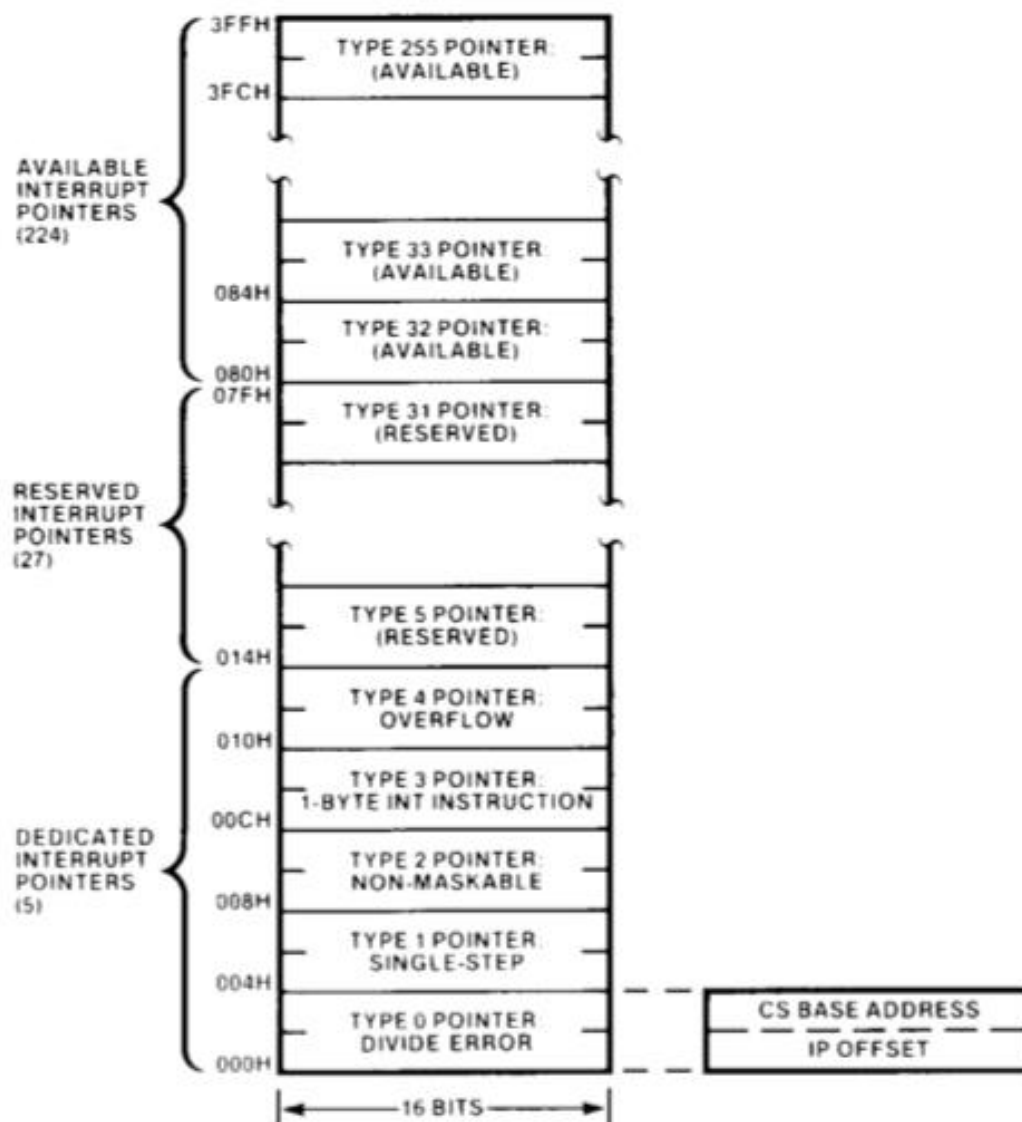 3FFH
TYPE 255 POINTER:
(AVAILABLE)
3FCH
AVAILABLE
INTERRUPT
POINTERS
(224)
TYPE 33 POINTER:
(AVAILABLE)
084H
TYPE 32 POINTER:
(AVAILABLE)
080H
07FH
TYPE 31 POINTER:
(RESERVED)
RESERVED
INTERRUPT
POINTERS
(27)
TYPE 5 POINTER:
(RESERVED)
014H
TYPE 4 POINTER:
OVERFLOW
010H
TYPE 3 POINTER:
1-BYTE INT INSTRUCTION
00CH
DEDICATED
INTERRUPT
POINTERS
(5)
TYPE 2 POINTER:
NON-MASKABLE
008H
TYPE 1 POINTER:
SINGLE-STEP
004H
TYPE 0 POINTER
DIVIDE ERROR
000H
CS BASE ADDRESS
IP OFFSET
16 BITS